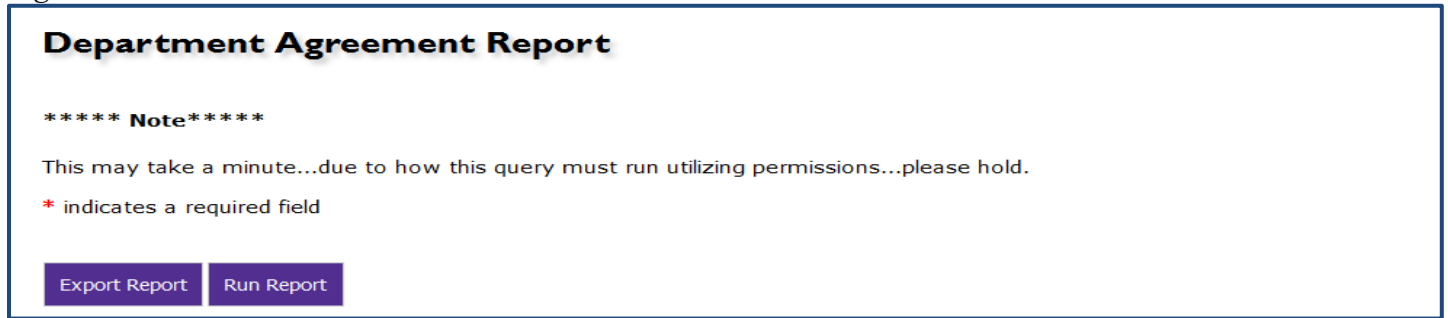 Department Agreement Report
***** Note*****
This may take a minute...due to how this query must run utilizing permissions...please hold.
* indicates a required field
Export Report
Run Report